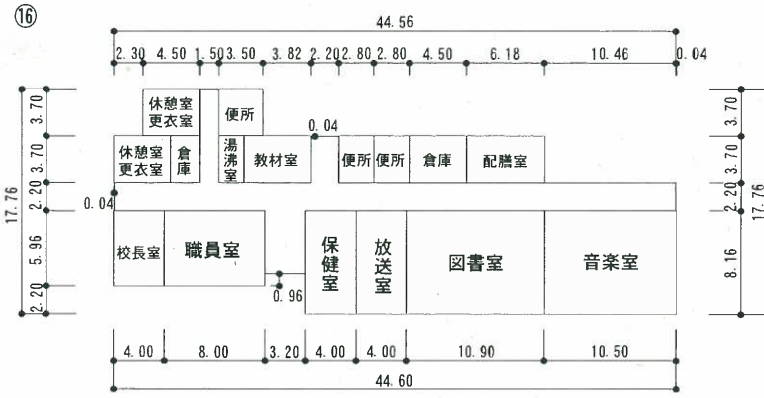 ⑯
44.56
2.30 4.50 1.50 3.50 3.82 2.20 2.80 2.80 4.50 6.18 10.46 0.04
休憩室
更衣室
便所
休憩室
更衣室
倉庫
湯沸室
教材室
0.04
便所
便所
倉庫
配膳室
17.76
3.70
3.70
2.20
5.96
2.20
0.04
3.70
3.70
2.20
8.16
17.76
校長室
職員室
0.96
保健室
放送室
図書室
音楽室
4.00 8.00 3.20 4.00 4.00 10.90 10.50
44.60